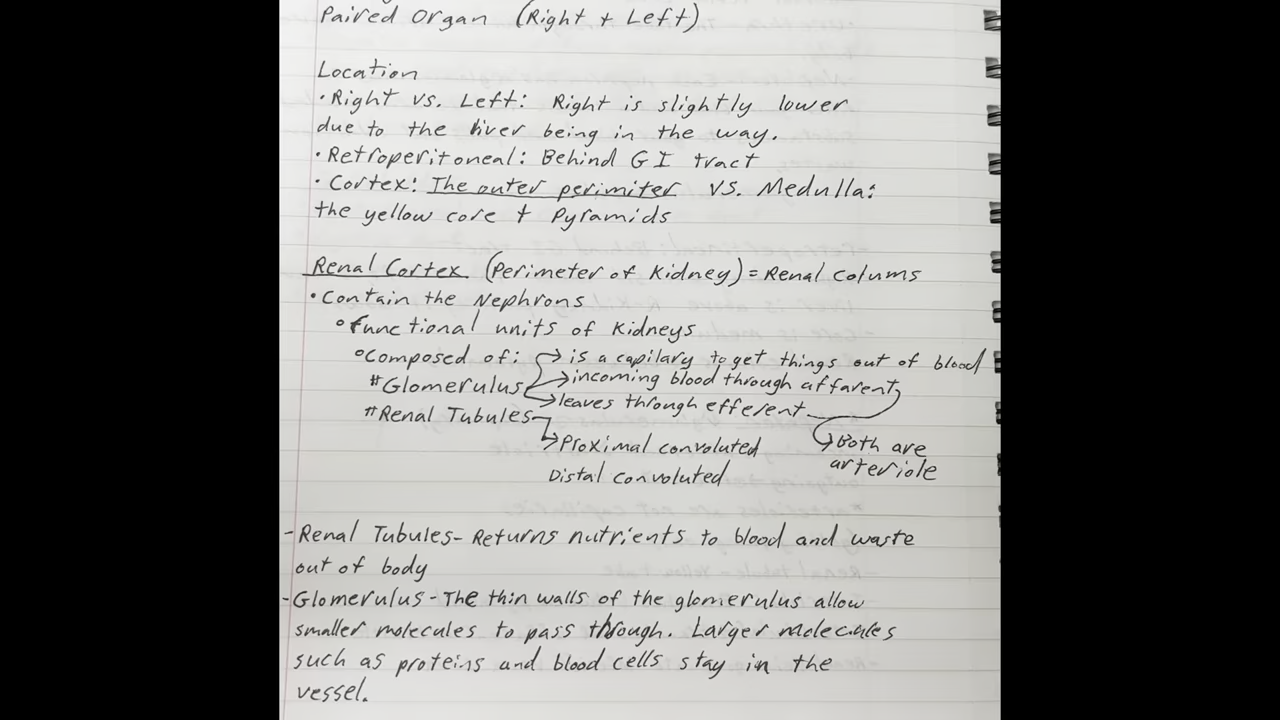 Paired Organ (Right + Left)
Location
• Right vs. Left: Right is slightly lower
due to the liver being in the way.
• Retroperitoneal: Behind GI tract
• Cortex: The outer perimiter vs. Medulla:
the yellow core + Pyramids
Renal Cortex (Perimeter of Kidney) = Renal Colums
• Contain the Nephrons
° functional units of Kidneys
° Composed of: → is a capilary to get things out of blood
# Glomerulus → incoming blood through affarent
→ leaves through efferent
# Renal Tubules
→ Proximal convoluted
Distal convoluted
→ Both are
arteriole
- Renal Tubules - Returns nutrients to blood and waste
out of body
- Glomerulus - The thin walls of the glomerulus allow
smaller molecules to pass through. Larger molecules
such as proteins and blood cells stay in the
vessel.